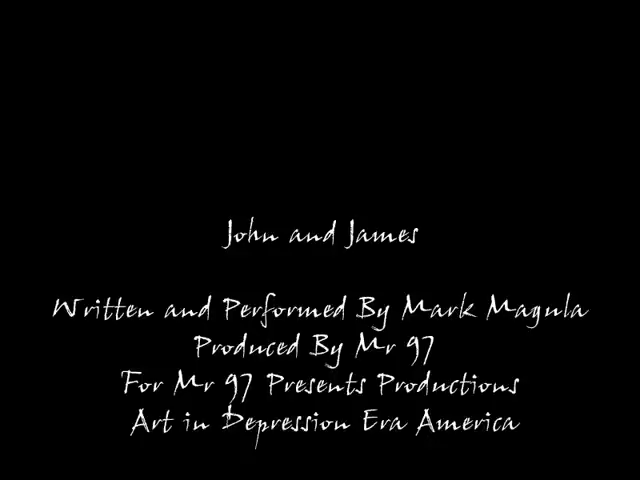 John and James
Written and Performed By Mark Magula
Produced By Mr 97
For Mr 97 Presents Productions
Art in Depression Era America